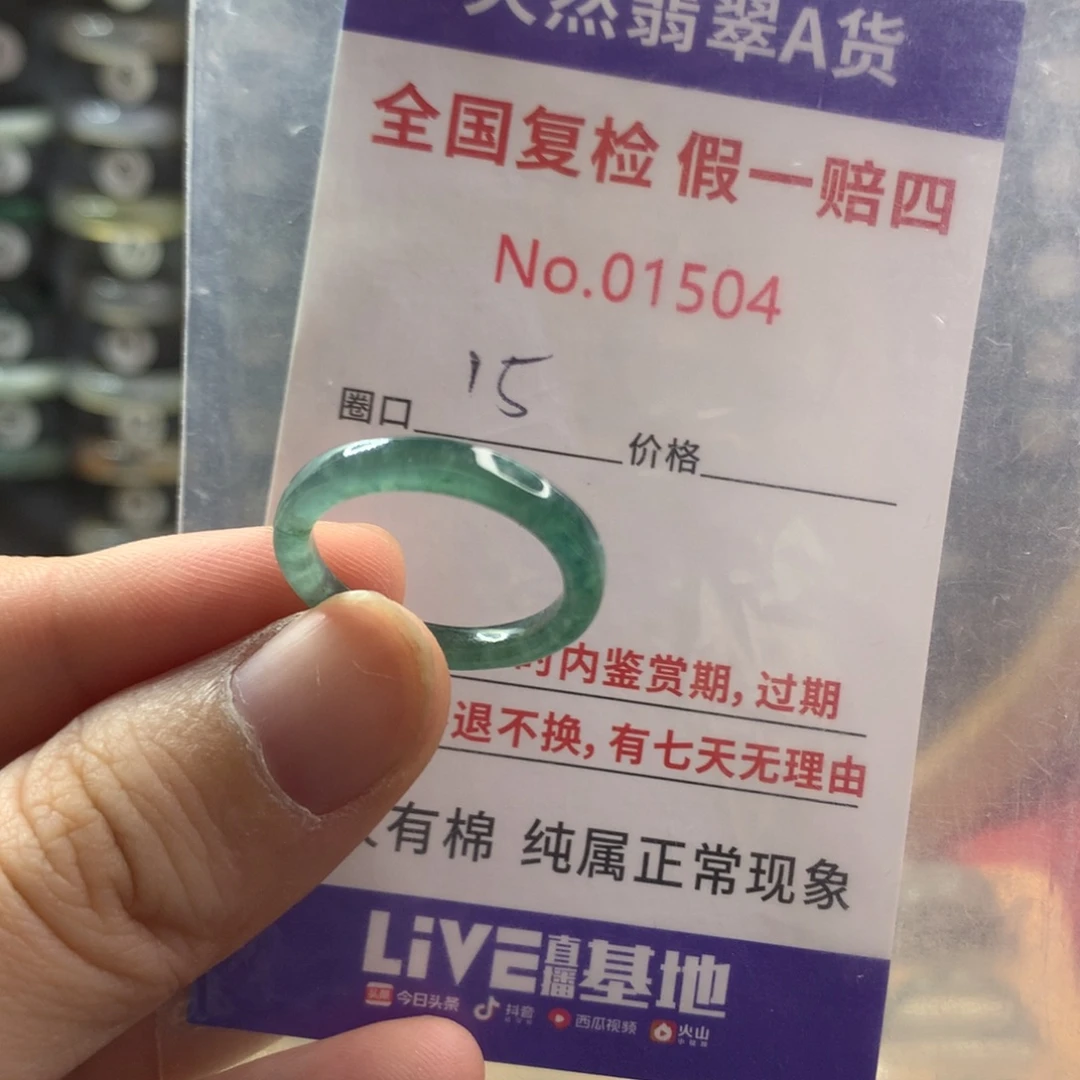 天然翡翠A货
全国复检 假一赔四
No.01504
圈口 15 价格
时内鉴赏期, 过期
退不换, 有七天无理由
有棉 纯属正常现象
LiVE直播基地
头条 今日头条 抖音 西瓜视频 火山